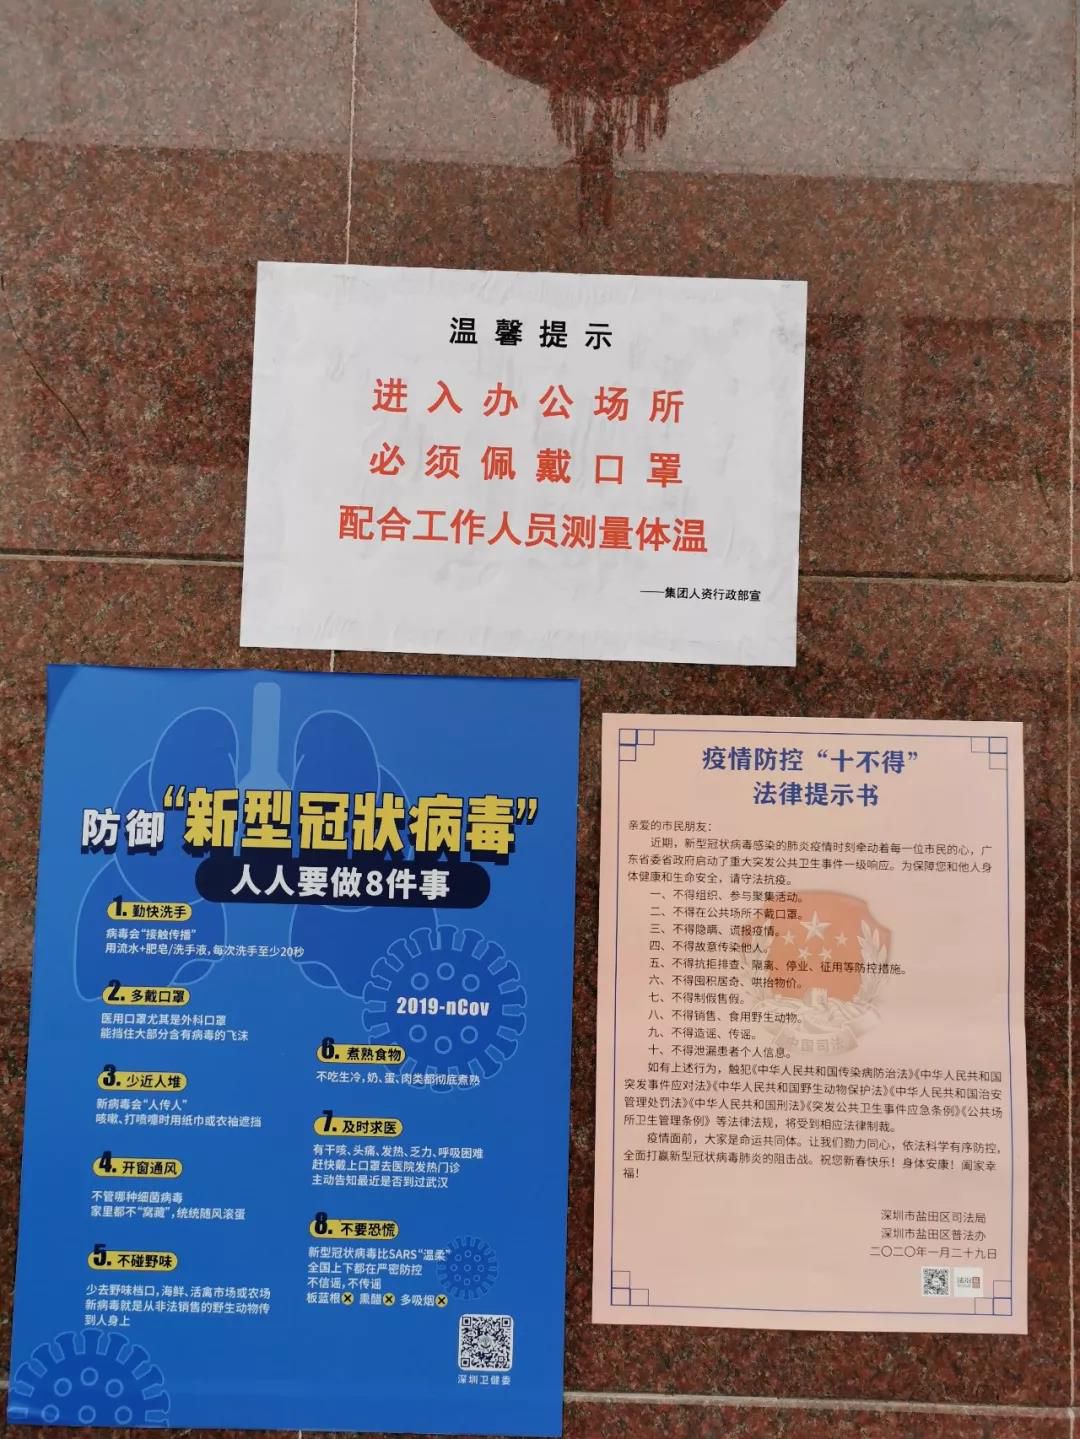 温馨提示
进入办公场所
必须佩戴口罩
配合工作人员测量体温
——集团人资行政部宣
防御“新型冠狀病毒”
人人要做8件事
1. 勤快洗手
病毒会“接触传播”
用流水+肥皂/洗手液,每次洗手至少20秒
2. 多戴口罩
医用口罩尤其是外科口罩
能挡住大部分含有病毒的飞沫
3. 少近人堆
新病毒会“人传人”
咳嗽、打喷嚏时用纸巾或衣袖遮挡
4. 开窗通风
不管哪种细菌病毒
家里都不“窝藏”,统统随风滚蛋
5. 不碰野味
少去野味档口,海鲜、活禽市场或农场
新病毒就是从非法销售的野生动物传
到人身上
2019-nCov
6. 煮熟食物
不吃生冷,奶、蛋、肉类都彻底煮熟
7. 及时求医
有干咳、头痛、发热、乏力、呼吸困难
赶快戴上口罩去医院发热门诊
主动告知最近是否到过武汉
8. 不要恐慌
新型冠状病毒比SARS“温柔”
全国上下都在严密防控
不信谣,不传谣
板蓝根 熏醋 多吸烟
深圳卫健委
疫情防控“十不得”
法律提示书
亲爱的市民朋友：
近期，新型冠状病毒感染的肺炎疫情时刻牵动着每一位市民的心，广
东省委省政府启动了重大突发公共卫生事件一级响应。为保障您和他人身
体健康和生命安全，请守法抗疫。
一、不得组织、参与聚集活动。
二、不得在公共场所不戴口罩。
三、不得隐瞒、谎报疫情。
四、不得故意传染他人。
五、不得抗拒排查、隔离、停业、征用等防控措施。
六、不得囤积居奇、哄抬物价。
七、不得制假售假。
八、不得销售、食用野生动物。
九、不得造谣、传谣。
十、不得泄漏患者个人信息。
中国司法
如有上述行为，触犯《中华人民共和国传染病防治法》《中华人民共和国
突发事件应对法》《中华人民共和国野生动物保护法》《中华人民共和国治安
管理处罚法》《中华人民共和国刑法》《突发公共卫生事件应急条例》《公共场
所卫生管理条例》等法律法规，将受到相应法律制裁。
疫情面前，大家是命运共同体。让我们勠力同心，依法科学有序防控，
全面打赢新型冠状病毒肺炎的阻击战。祝您新春快乐！身体安康！阖家幸
福！
深圳市盐田区司法局
深圳市盐田区普法办
二〇二〇年一月二十九日